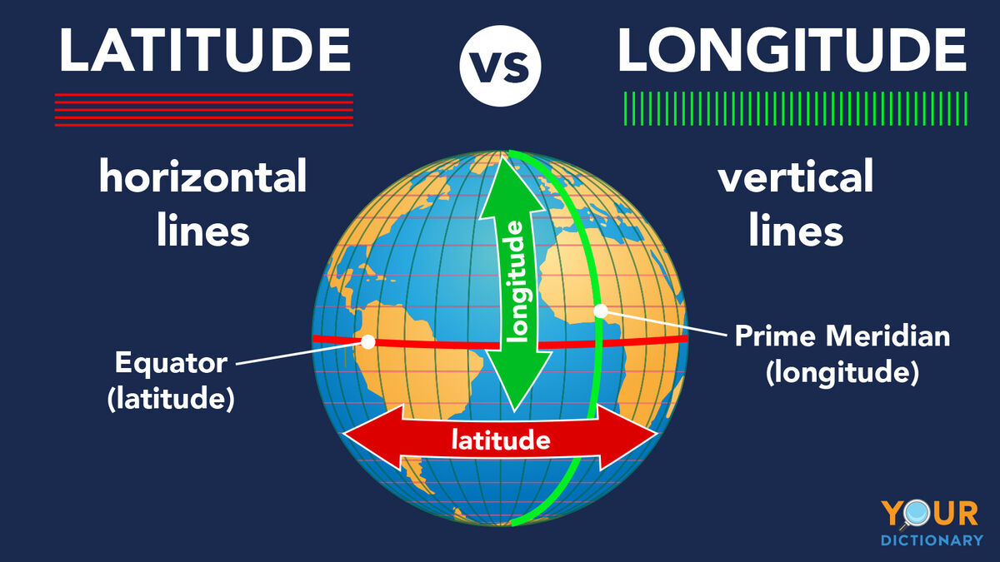 LATITUDE
VS
LONGITUDE
horizontal
lines
vertical
lines
longitude
Equator
(latitude)
Prime Meridian
(longitude)
latitude
YOUR
DICTIONARY